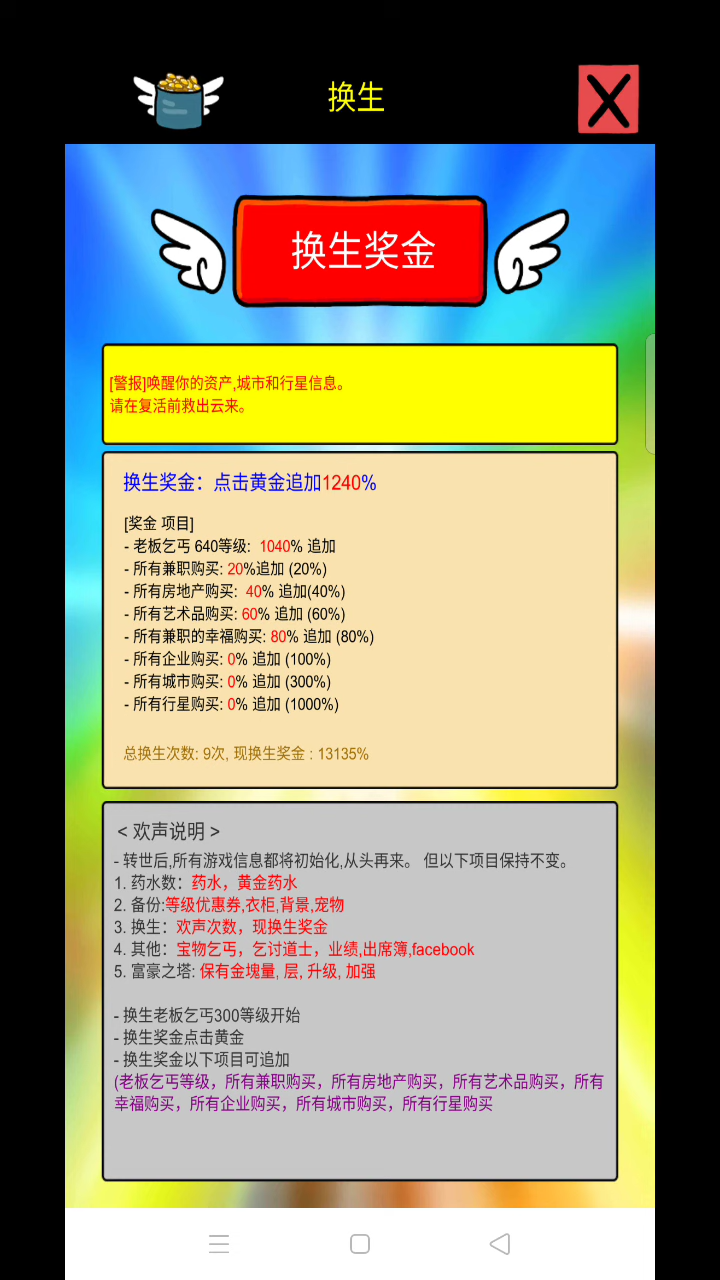 换生
X
换生奖金
[警报]唤醒你的资产,城市和行星信息。
请在复活前救出云来。
换生奖金：点击黄金追加1240%
[奖金 项目]
- 老板乞丐 640等级: 1040% 追加
- 所有兼职购买: 20%追加 (20%)
- 所有房地产购买: 40% 追加(40%)
- 所有艺术品购买: 60% 追加 (60%)
- 所有兼职的幸福购买: 80% 追加 (80%)
- 所有企业购买: 0% 追加 (100%)
- 所有城市购买: 0% 追加 (300%)
- 所有行星购买: 0% 追加 (1000%)
总换生次数: 9次, 现换生奖金 : 13135%
< 欢声说明 >
- 转世后,所有游戏信息都将初始化,从头再来。 但以下项目保持不变。
1. 药水数：药水，黄金药水
2. 备份:等级优惠券,衣柜,背景,宠物
3. 换生：欢声次数，现换生奖金
4. 其他：宝物乞丐，乞讨道士，业绩,出席簿,facebook
5. 富豪之塔: 保有金塊量, 层, 升级, 加强
- 换生老板乞丐300等级开始
- 换生奖金点击黄金
- 换生奖金以下项目可追加
(老板乞丐等级，所有兼职购买，所有房地产购买，所有艺术品购买，所有
幸福购买，所有企业购买，所有城市购买，所有行星购买